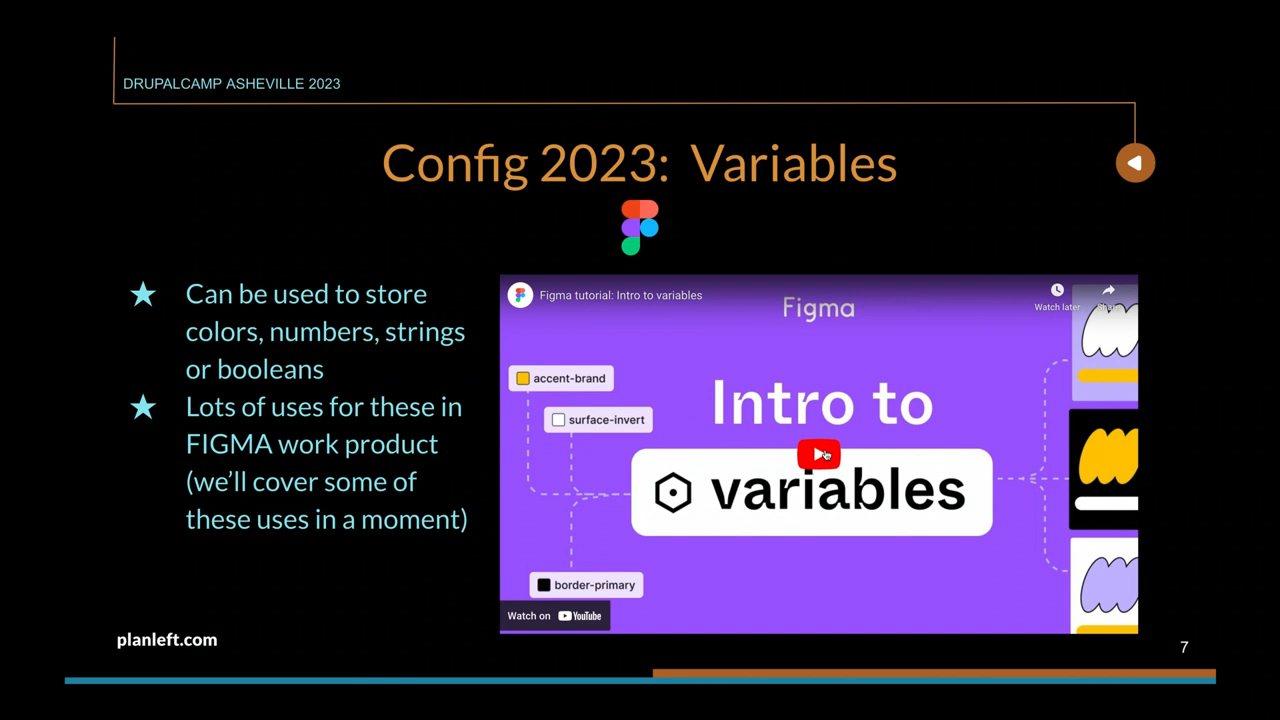 DRUPALCAMP ASHEVILLE 2023
Config 2023: Variables
Can be used to store
colors, numbers, strings
or booleans
Lots of uses for these in
FIGMA work product
(we’ll cover some of
these uses in a moment)
Figma tutorial: Intro to variables
Watch later
Figma
accent-brand
surface-invert
Intro to
variables
border-primary
Watch on YouTube
planleft.com
7